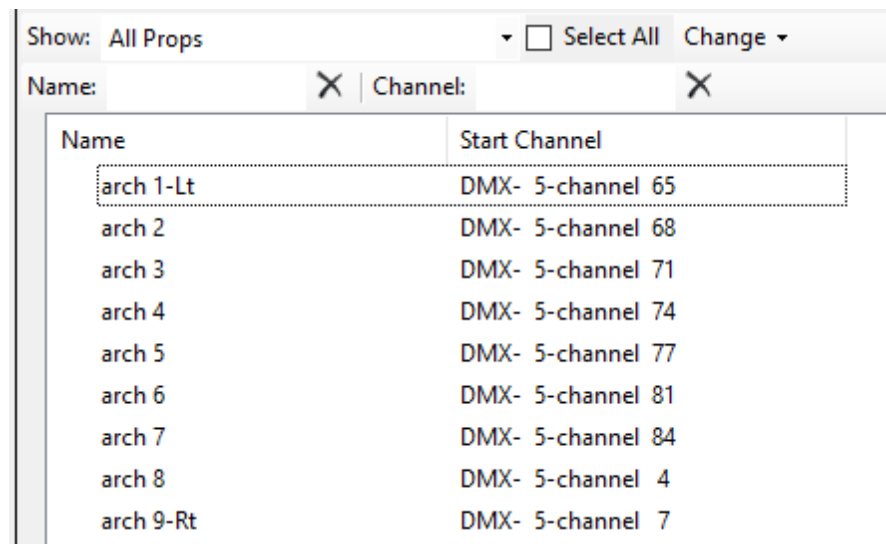 Show: All Props Select All Change
Name: Channel:
Name Start Channel
arch 1-Lt DMX- 5-channel 65
arch 2 DMX- 5-channel 68
arch 3 DMX- 5-channel 71
arch 4 DMX- 5-channel 74
arch 5 DMX- 5-channel 77
arch 6 DMX- 5-channel 81
arch 7 DMX- 5-channel 84
arch 8 DMX- 5-channel 4
arch 9-Rt DMX- 5-channel 7